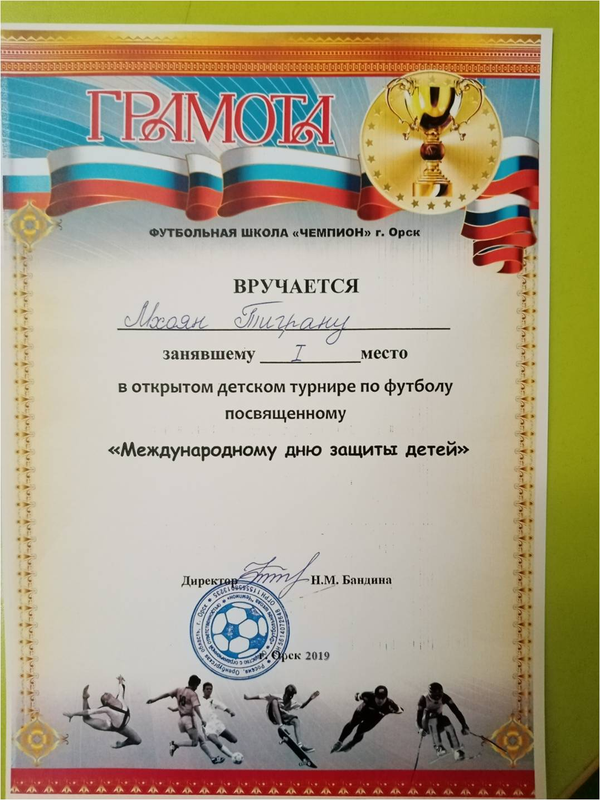 ГРАМОТА
ФУТБОЛЬНАЯ ШКОЛА «ЧЕМПИОН» г. Орск
ВРУЧАЕТСЯ
Мхоян Тиграну
занявшему I место
в открытом детском турнире по футболу
посвященному
«Международному дню защиты детей»
Директор Н.М. Бандина
г. Орск 2019